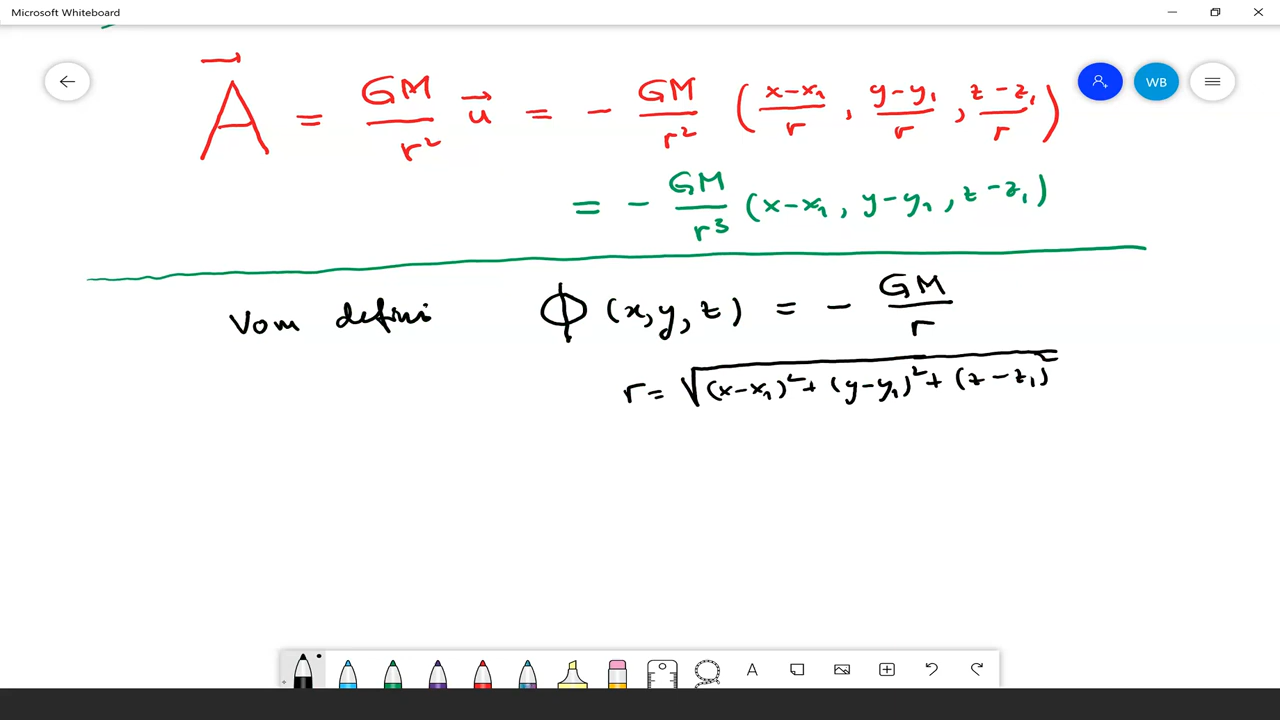 Microsoft Whiteboard
WB
A⃗ = GM/r² u⃗ = - GM/r² (x-x₁/r, y-y₁/r, z-z₁/r)
= - GM/r³ (x-x₁, y-y₁, z-z₁)
Vom defini Φ(x,y,z) = - GM/r
r = √(x-x₁)²+(y-y₁)²+(z-z₁)²
A